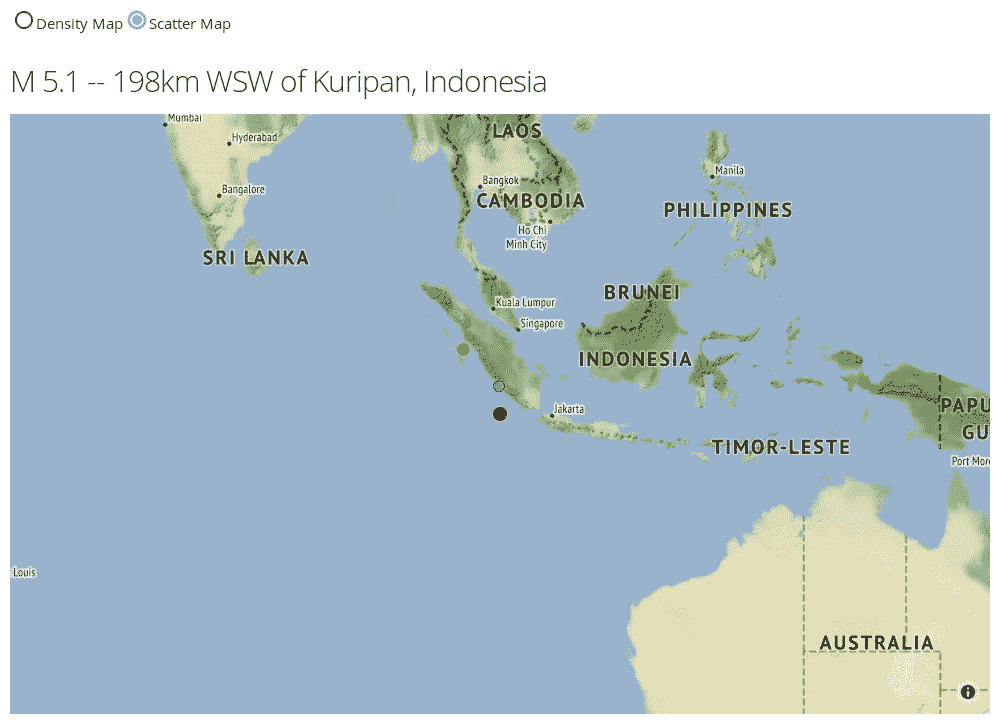 Density Map Scatter Map
M 5.1 -- 198km WSW of Kuripan, Indonesia
Mumbai
LAOS
Hyderabad
Manila
Bangkok
Bangalore
CAMBODIA
PHILIPPINES
Ho Chi
Minh City
SRI LANKA
BRUNEI
Kuala Lumpur
Singapore
INDONESIA
PAPU
Jakarta
GU
TIMOR-LESTE
Port Mor
Louis
AUSTRALIA